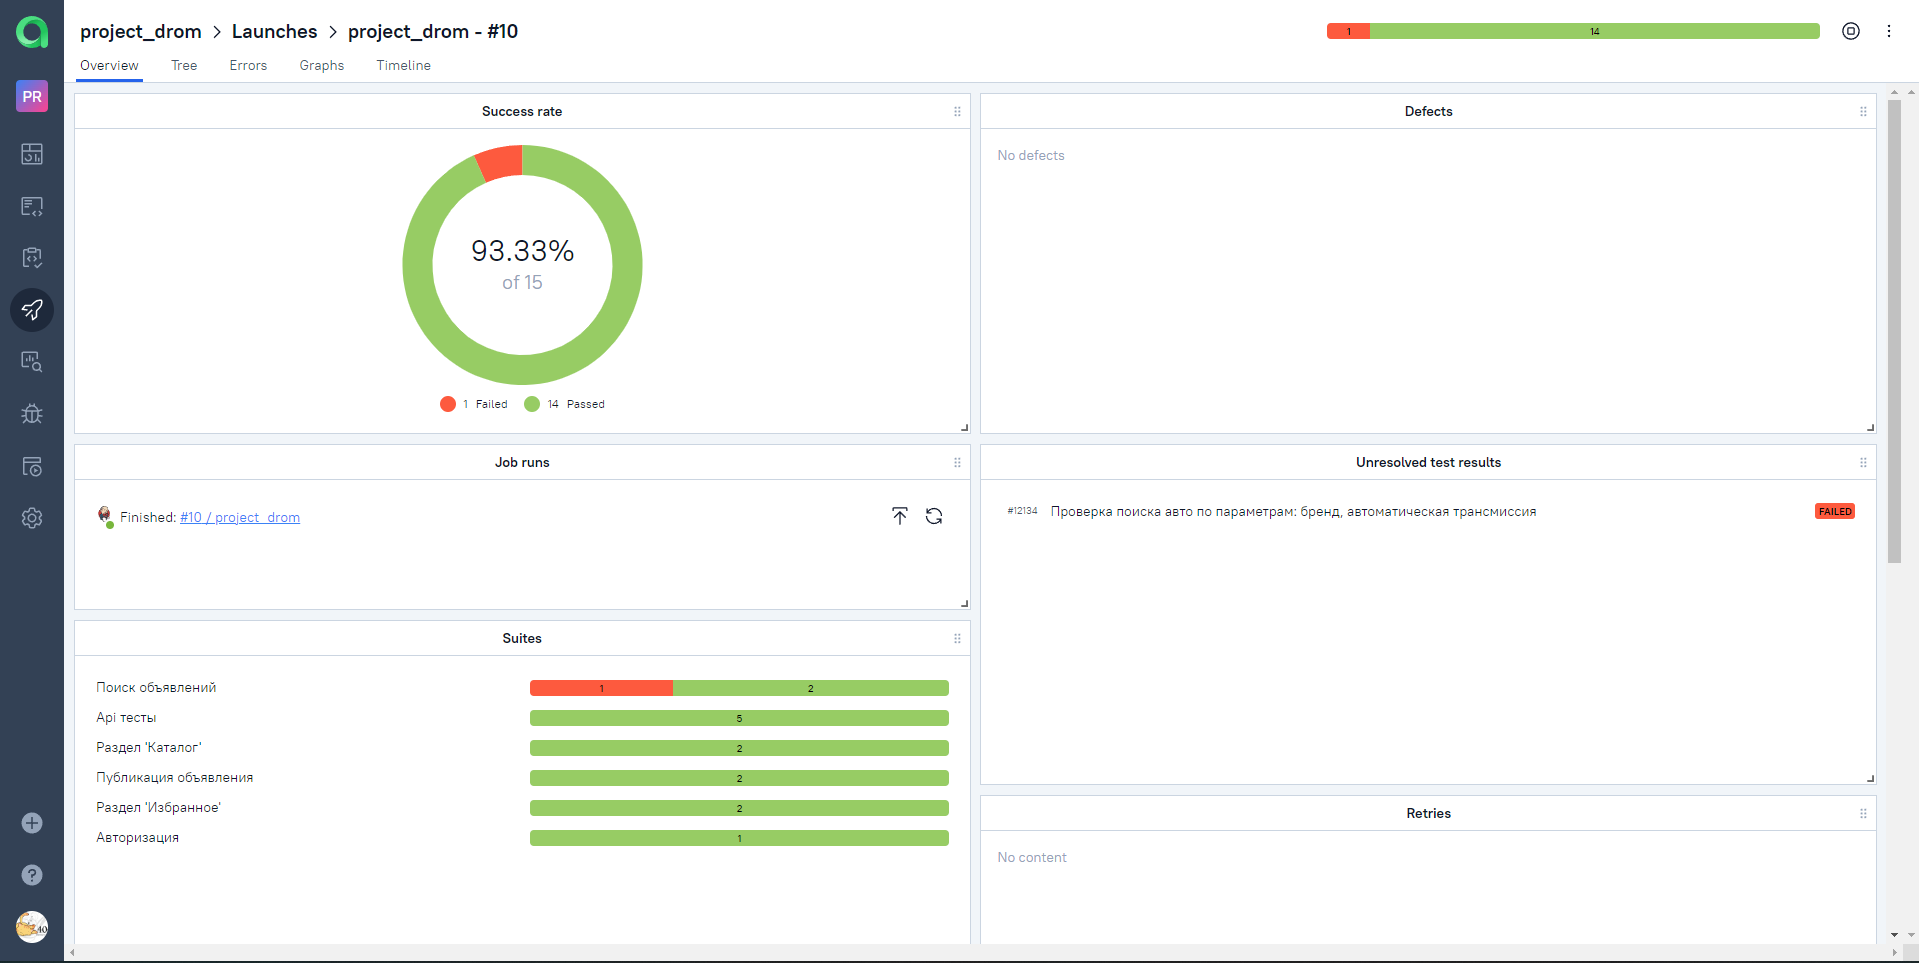 project_drom > Launches > project_drom - #10
1 14
PR
Overview Tree Errors Graphs Timeline
Success rate
93.33%
of 15
1 Failed 14 Passed
Defects
No defects
Job runs
Finished: #10 / project_drom
Unresolved test results
#12134 Проверка поиска авто по параметрам: бренд, автоматическая трансмиссия FAILED
Suites
Поиск объявлений 1 2
Api тесты 5
Раздел 'Каталог' 2
Публикация объявления 2
Раздел 'Избранное' 2
Авторизация 1
Retries
No content